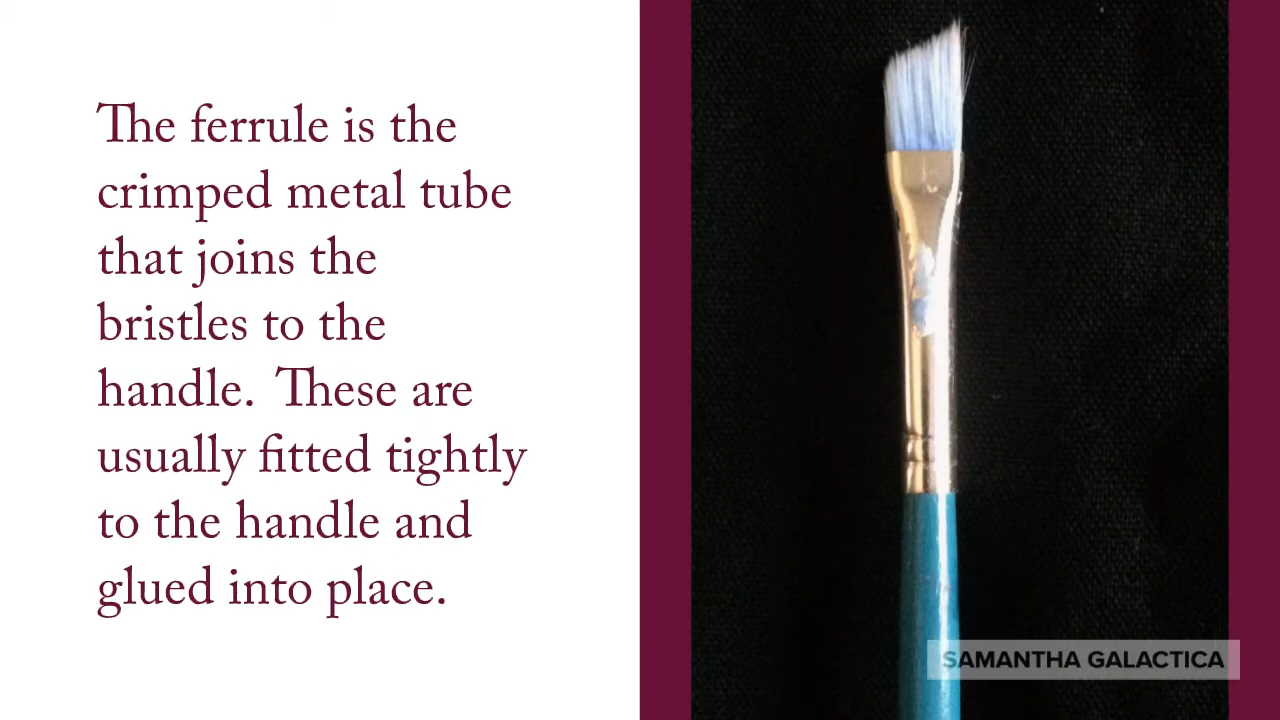 The ferrule is the
crimped metal tube
that joins the
bristles to the
handle.  These are
usually fitted tightly
to the handle and
glued into place.
SAMANTHA GALACTICA